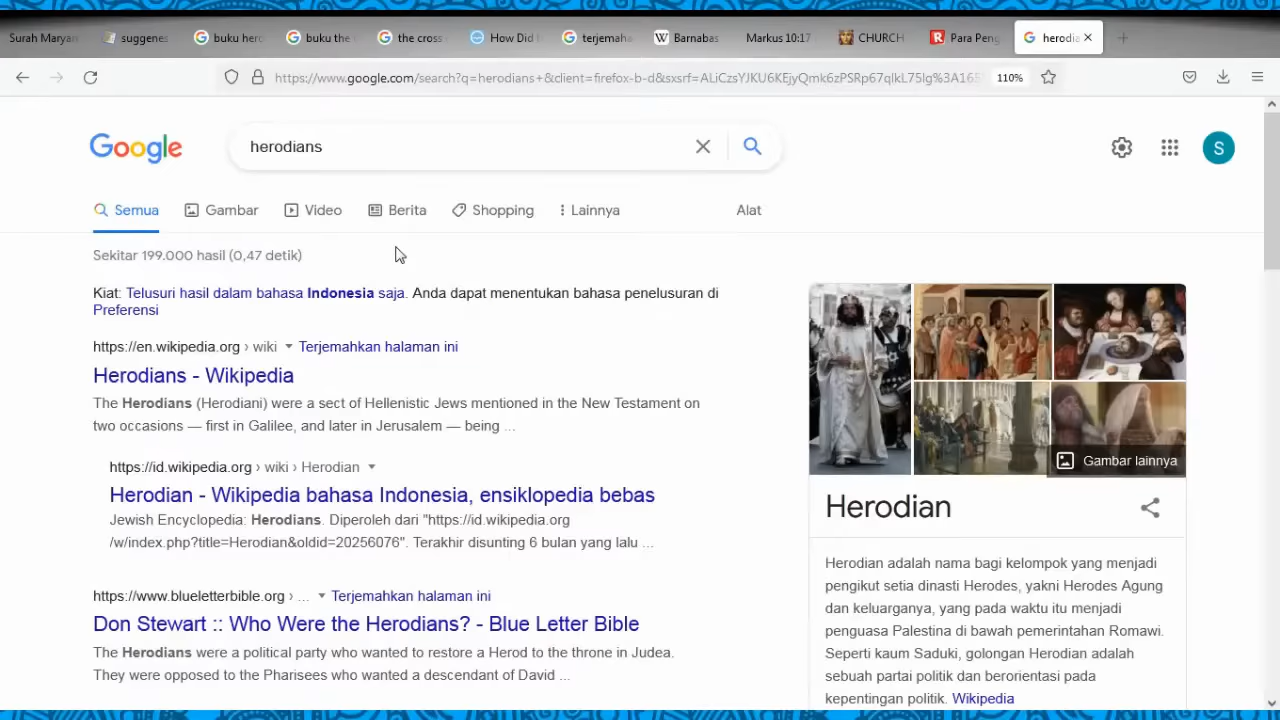 Surah Maryam
suggenes
buku hero
buku the
the cross
How Did
terjemaha
Barnabas
Markus 10:17
CHURCH
Para Peng
herodia
https://www.google.com/search?q=herodians+&client=firefox-b-d&sxsrf=ALiCzsYJKU6KEjyQmk6zPSRp67qlkL75lg%3A165
110%
Google
herodians
S
Semua
Gambar
Video
Berita
Shopping
Lainnya
Alat
Sekitar 199.000 hasil (0,47 detik)
Kiat: Telusuri hasil dalam bahasa Indonesia saja. Anda dapat menentukan bahasa penelusuran di
Preferensi
https://en.wikipedia.org › wiki Terjemahkan halaman ini
Herodians - Wikipedia
The Herodians (Herodiani) were a sect of Hellenistic Jews mentioned in the New Testament on
two occasions — first in Galilee, and later in Jerusalem — being ...
https://id.wikipedia.org › wiki › Herodian
Herodian - Wikipedia bahasa Indonesia, ensiklopedia bebas
Jewish Encyclopedia: Herodians. Diperoleh dari "https://id.wikipedia.org
/w/index.php?title=Herodian&oldid=20256076". Terakhir disunting 6 bulan yang lalu ...
https://www.blueletterbible.org › ... Terjemahkan halaman ini
Don Stewart :: Who Were the Herodians? - Blue Letter Bible
The Herodians were a political party who wanted to restore a Herod to the throne in Judea.
They were opposed to the Pharisees who wanted a descendant of David ...
Gambar lainnya
Herodian
Herodian adalah nama bagi kelompok yang menjadi
pengikut setia dinasti Herodes, yakni Herodes Agung
dan keluarganya, yang pada waktu itu menjadi
penguasa Palestina di bawah pemerintahan Romawi.
Seperti kaum Saduki, golongan Herodian adalah
sebuah partai politik dan berorientasi pada
kepentingan politik. Wikipedia